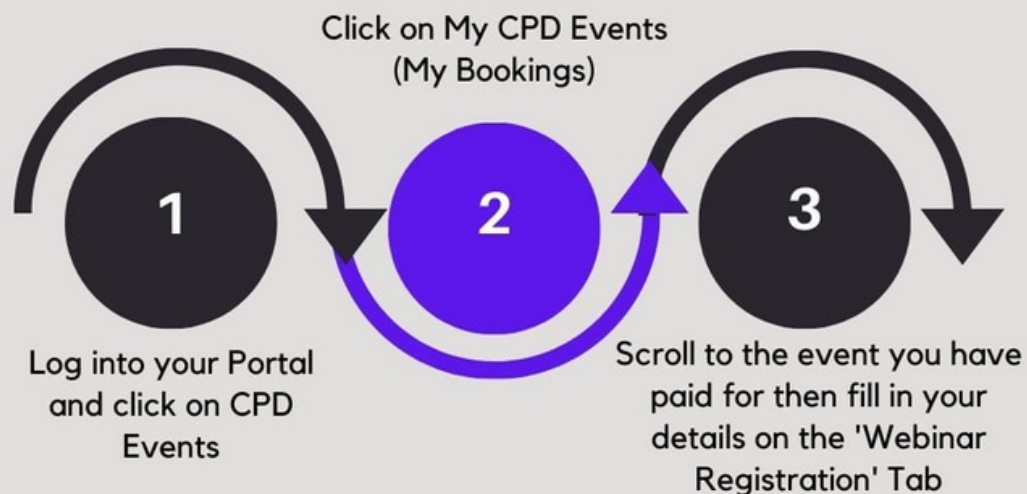 1
Log into your Portal
and click on CPD
Events
Click on My CPD Events
(My Bookings)
2
3
Scroll to the event you have
paid for then fill in your
details on the 'Webinar
Registration' Tab